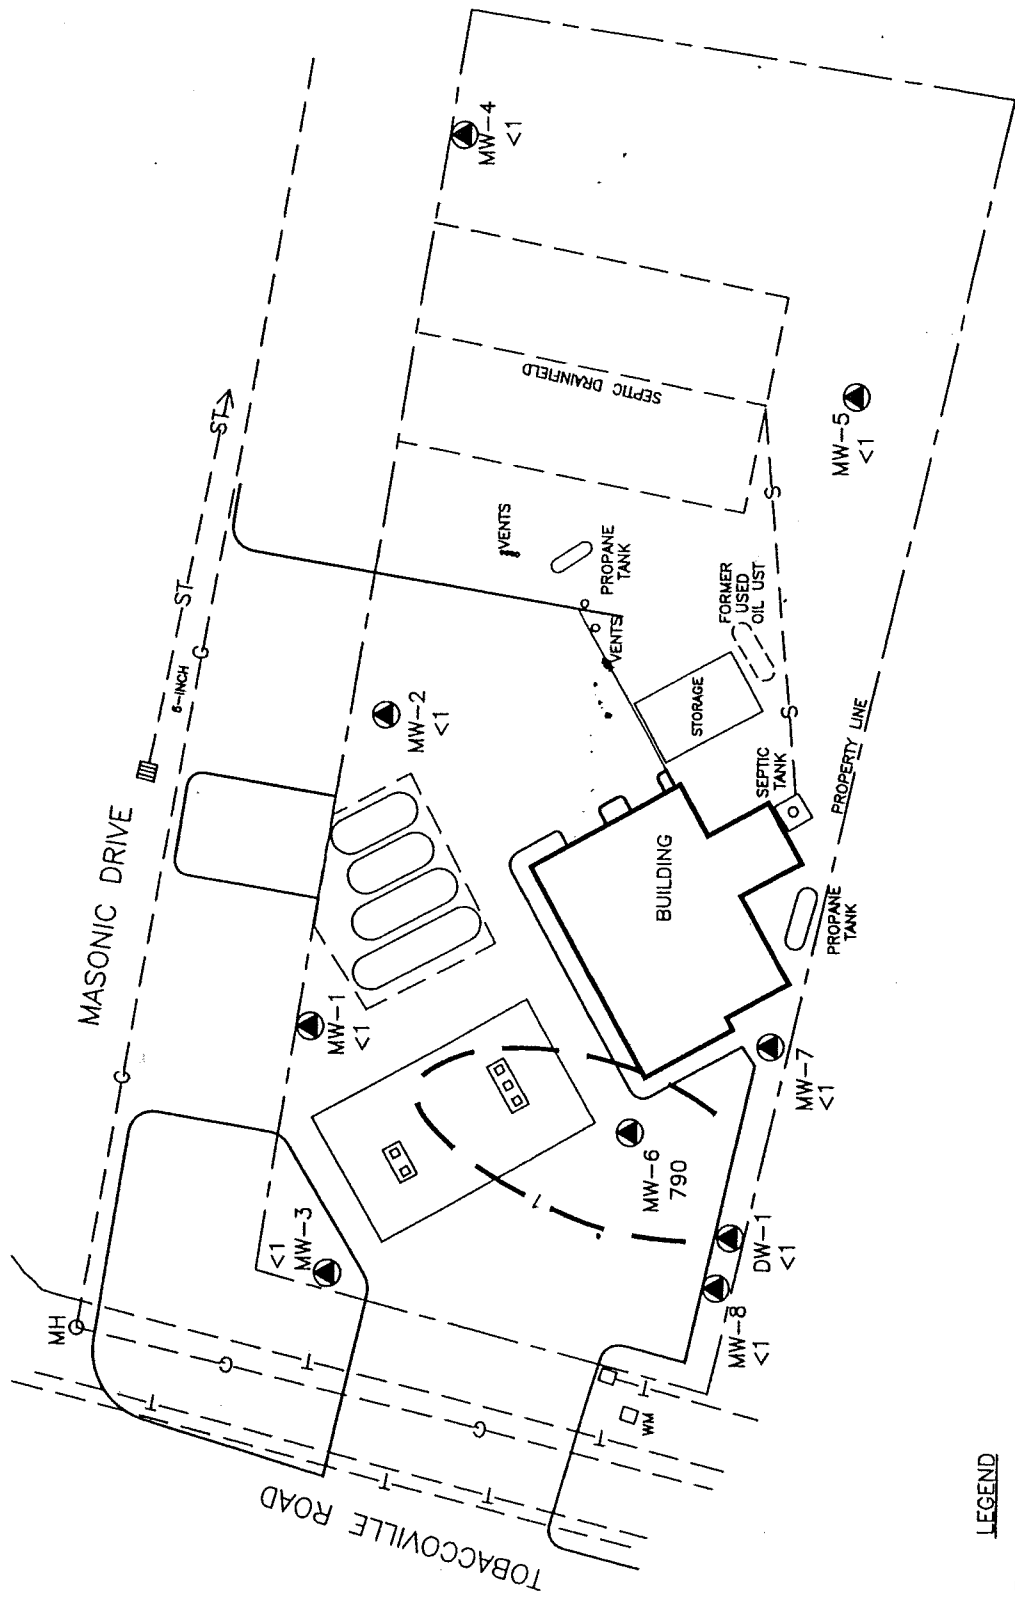 MASONIC DRIVE
TOBACCOVILLE ROAD
MH
G
8-INCH
G
ST
ST
MW-4
<1
SEPTIC DRAINFIELD
MW-5
<1
VENTS
PROPANE
TANK
VENTS
FORMER
USED
OIL UST
S
S
STORAGE
MW-2
<1
SEPTIC
TANK
PROPERTY LINE
BUILDING
PROPANE
TANK
MW-1
<1
MW-7
<1
MW-6
790
1
<1
MW-3
DW-1
<1
MW-8
<1
G
T
T
G
T
T
T
T
WM
LEGEND